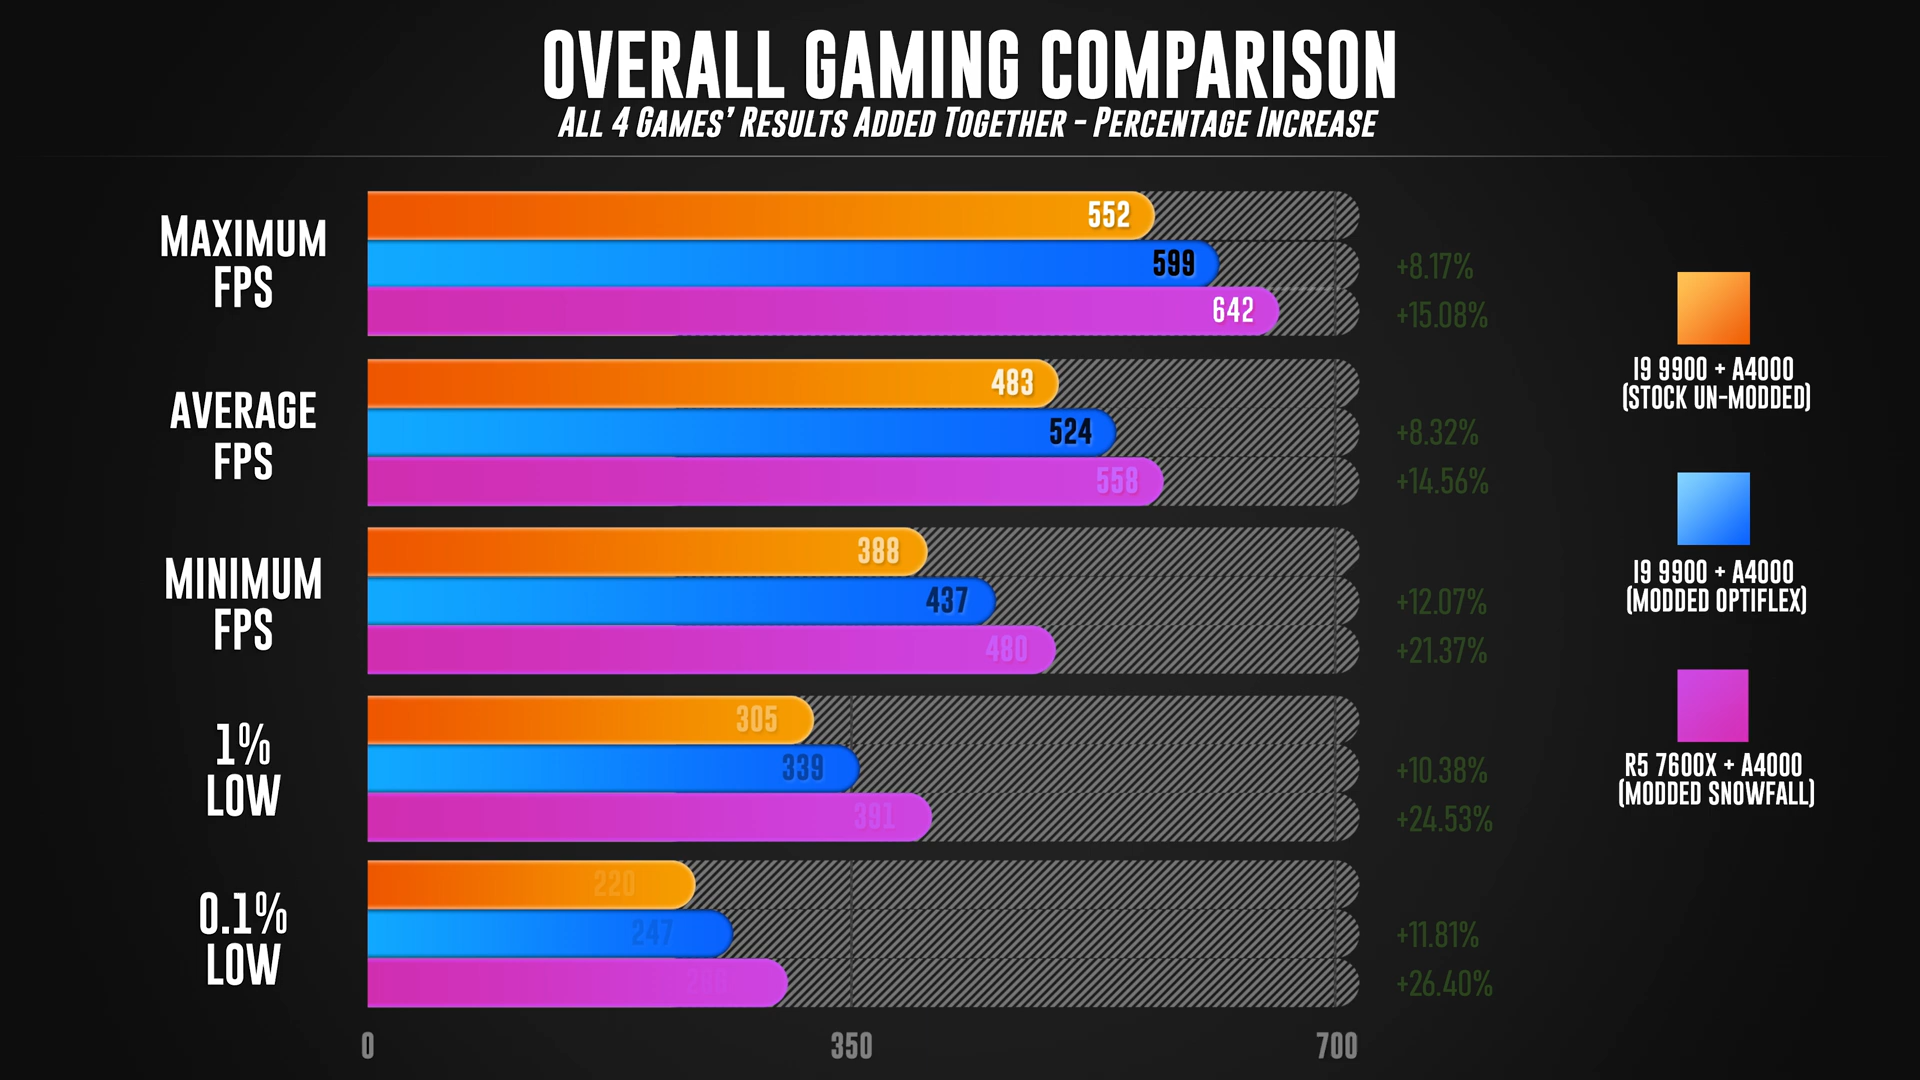 OVERALL GAMING COMPARISON
ALL 4 GAMES' RESULTS ADDED TOGETHER - PERCENTAGE INCREASE
MAXIMUM
FPS
552
599
+8.17%
642
+15.08%
AVERAGE
FPS
483
524
+8.32%
558
+14.56%
MINIMUM
FPS
388
437
+12.07%
480
+21.37%
1%
LOW
305
339
+10.38%
391
+24.53%
0.1%
LOW
220
247
+11.81%
+26.40%
0
350
700
I9 9900 + A4000
(STOCK UN-MODDED)
I9 9900 + A4000
(MODDED OPTIFLEX)
R5 7600X + A4000
(MODDED SNOWFALL)